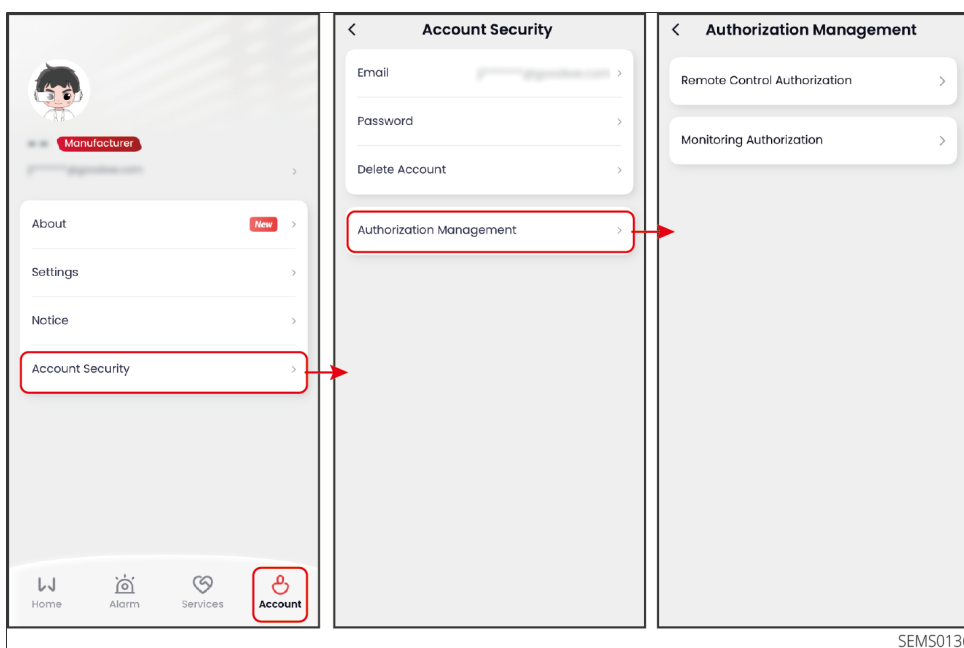 Manufacturer
About
New
Settings
Notice
Account Security
Home
Alarm
Services
Account
Account Security
Email
Password
Delete Account
Authorization Management
Authorization Management
Remote Control Authorization
Monitoring Authorization